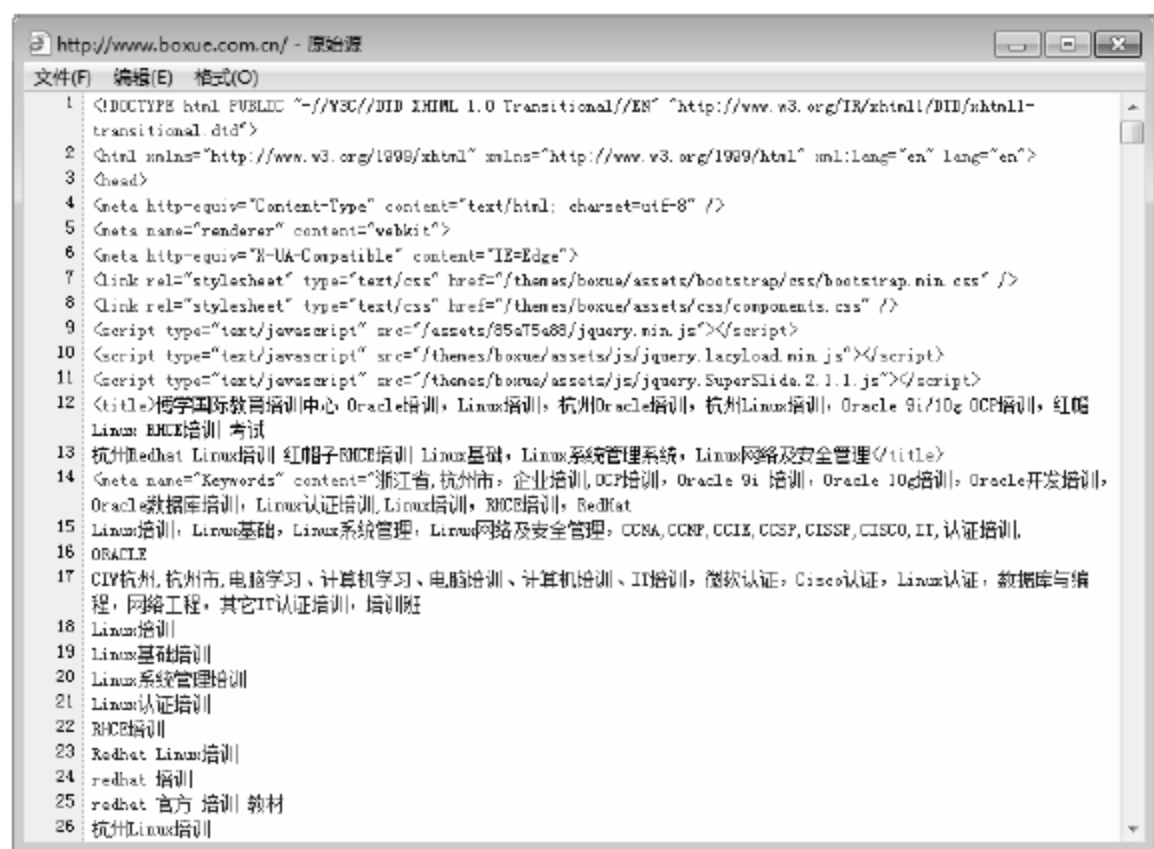 http://www.boxue.com.cn/ - 原始源
文件(F) 编辑(E) 格式(O)
1 <!DOCTYPE html PUBLIC "-//W3C//DTD XHTML 1.0 Transitional//EN" "http://www.w3.org/TR/xhtml1/DTD/xhtml1-
transitional.dtd">
2 <html xmlns="http://www.w3.org/1999/xhtml" xmlns="http://www.w3.org/1999/html" xml:lang="en" lang="en">
3 <head>
4 <meta http-equiv="Content-Type" content="text/html; charset=utf-8" />
5 <meta name="renderer" content="webkit">
6 <meta http-equiv="X-UA-Compatible" content="IE=Edge">
7 <link rel="stylesheet" type="text/css" href="/themes/boxue/assets/bootstrap/css/bootstrap.min.css" />
8 <link rel="stylesheet" type="text/css" href="/themes/boxue/assets/css/components.css" />
9 <script type="text/javascript" src="/assets/85a75a88/jquery.min.js"></script>
10 <script type="text/javascript" src="/themes/boxue/assets/js/jquery.lazyload.min.js"></script>
11 <script type="text/javascript" src="/themes/boxue/assets/js/jquery.SuperSlide.2.1.1.js"></script>
12 <title>博学国际教育培训中心 Oracle培训，Linux培训，杭州Oracle培训，杭州Linux培训，Oracle 9i/10g OCP培训，红帽
Linux RHCE培训 考试
13 杭州Redhat Linux培训 红帽子RHCE培训 Linux基础，Linux系统管理系统，Linux网络及安全管理</title>
14 <meta name="Keywords" content="浙江省,杭州市，企业培训,OCP培训，Oracle 9i 培训，Oracle 10g培训，Oracle开发培训，
Oracle数据库培训，Linux认证培训,Linux培训，RHCE培训，RedHat
15 Linux培训，Linux基础，Linux系统管理，Linux网络及安全管理，CCNA,CCNP,CCIE,CCSP,CISSP,CISCO,IT,认证培训,
16 ORACLE
17 CIW杭州,杭州市,电脑学习、计算机学习、电脑培训、计算机培训、IT培训，微软认证，Cisco认证，Linux认证，数据库与编
程，网络工程，其它IT认证培训，培训班
18 Linux培训
19 Linux基础培训
20 Linux系统管理培训
21 Linux认证培训
22 RHCE培训
23 Redhat Linux培训
24 redhat 培训
25 redhat 官方 培训 教材
26 杭州Linux培训